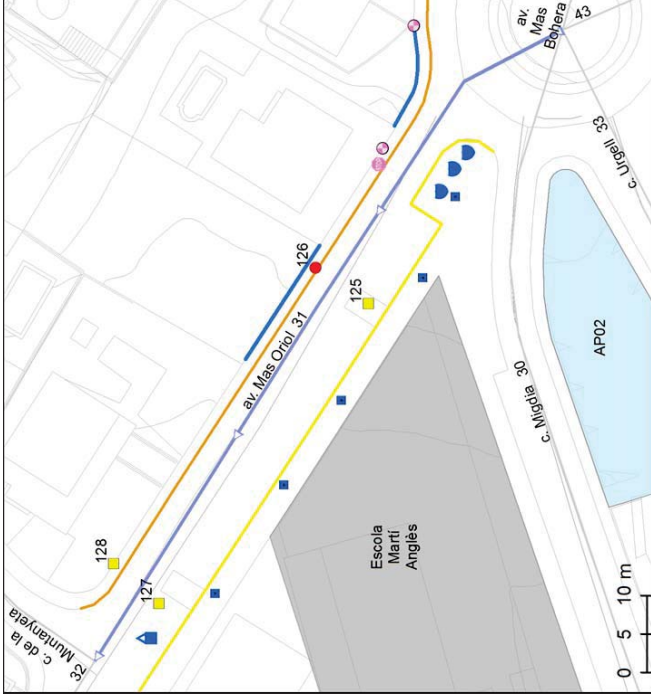 av.
Mas
Bohera
43
c. Urgell 33
126
125
av. Mas Oriol 31
AP02
c. Migdia 30
128
127
Escola
Martí
Anglès
c. de la
Muntanyeta
32
0 5 10 m